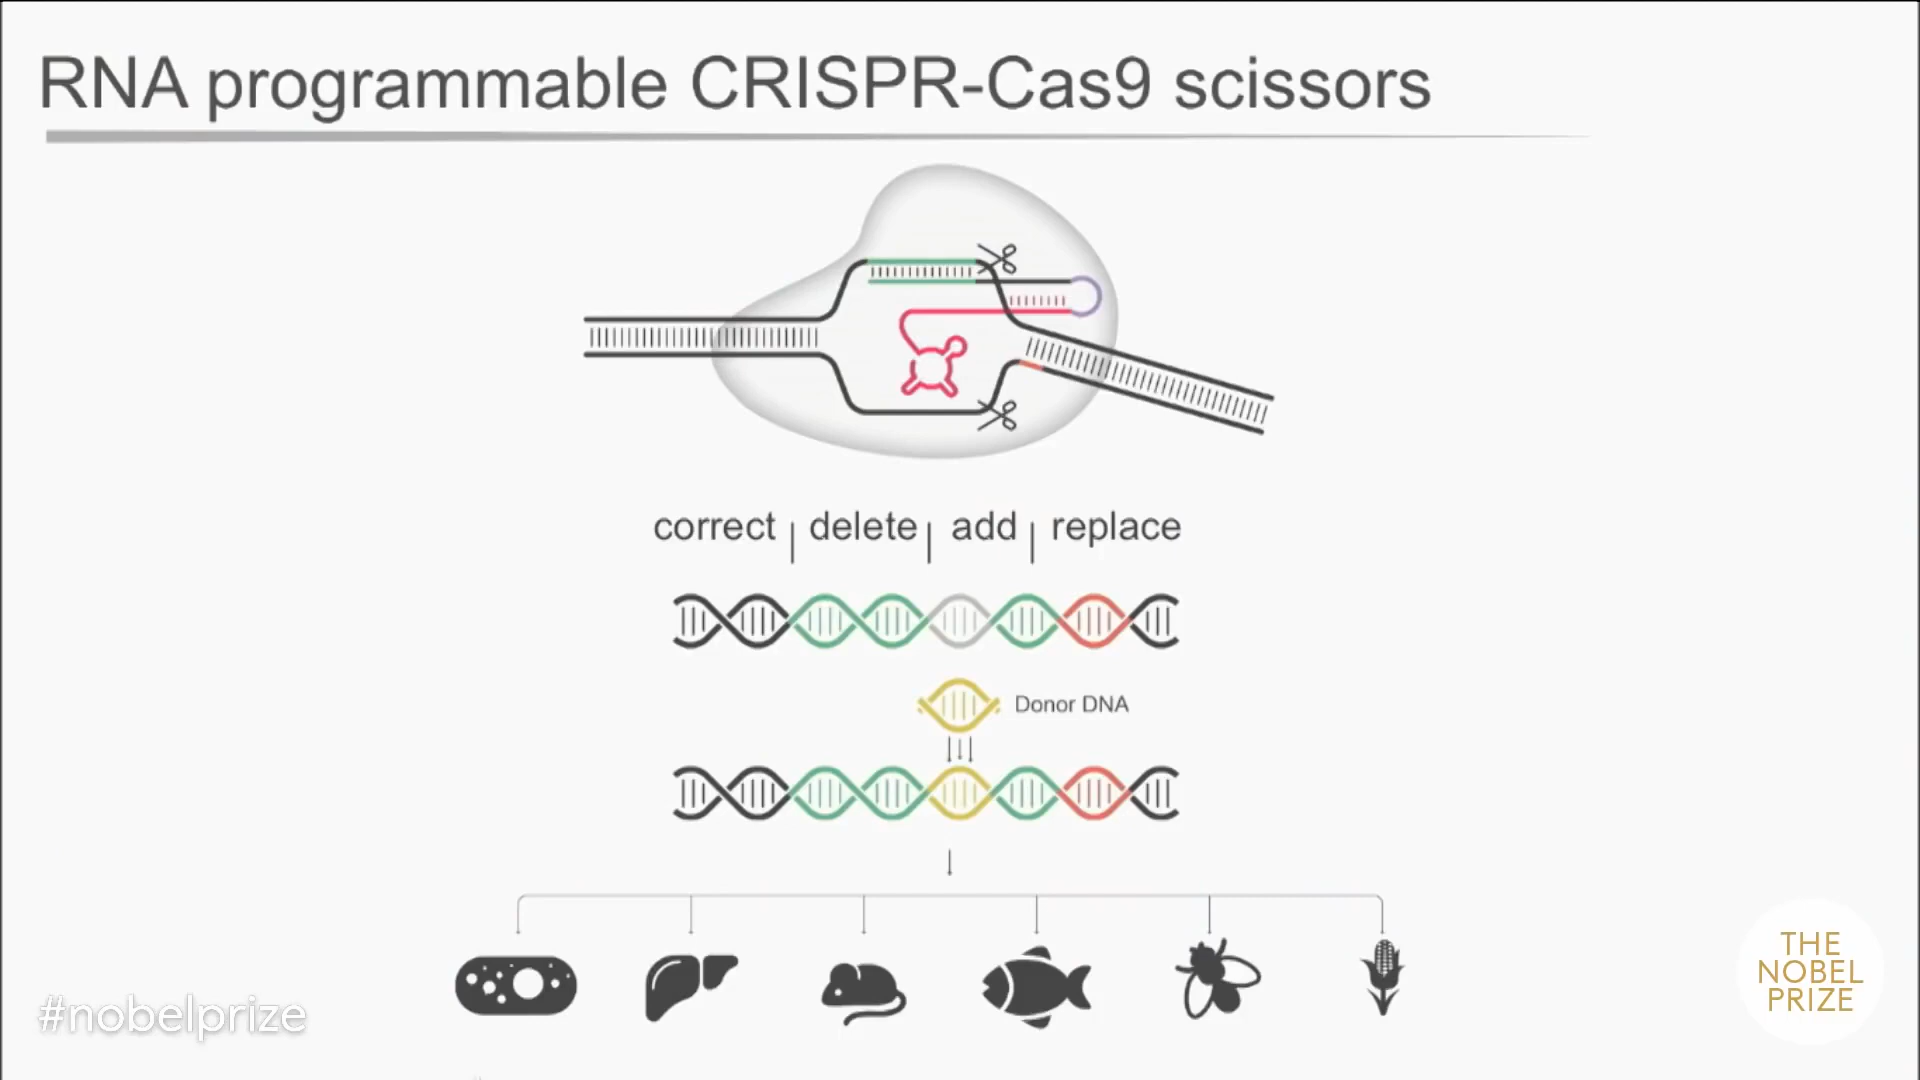 RNA programmable CRISPR-Cas9 scissors
correct | delete | add | replace
Donor DNA
#nobelprize
THE
NOBEL
PRIZE